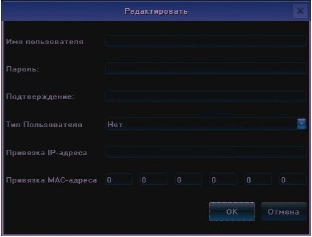 Редактировать
Имя пользователя
Пароль:
Подтверждение:
Тип Пользователя Нет
Привязка IP-адреса
Привязка MAC-адреса 0 0 0 0 0 0
OK Отмена